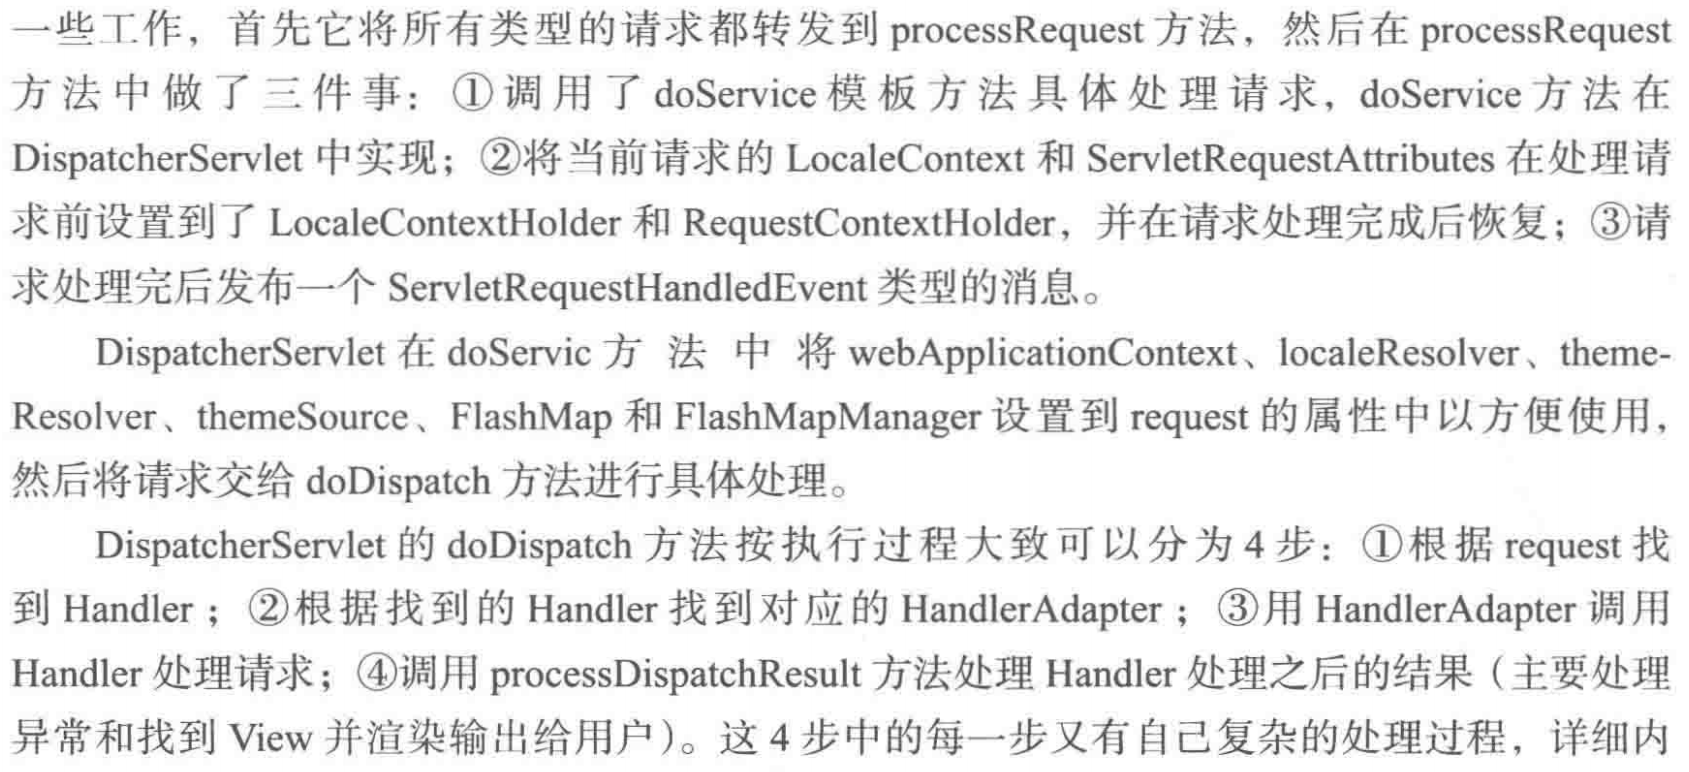 一些工作，首先它将所有类型的请求都转发到 processRequest 方法，然后在 processRequest
方法中做了三件事：①调用了 doService 模板方法具体处理请求，doService 方法在
DispatcherServlet 中实现；②将当前请求的 LocaleContext 和 ServletRequestAttributes 在处理请
求前设置到了 LocaleContextHolder 和 RequestContextHolder，并在请求处理完成后恢复；③请
求处理完后发布一个 ServletRequestHandledEvent 类型的消息。
DispatcherServlet 在 doServic 方法中将 webApplicationContext、localeResolver、theme-
Resolver、themeSource、FlashMap 和 FlashMapManager 设置到 request 的属性中以方便使用，
然后将请求交给 doDispatch 方法进行具体处理。
DispatcherServlet 的 doDispatch 方法按执行过程大致可以分为 4 步：①根据 request 找
到 Handler；②根据找到的 Handler 找到对应的 HandlerAdapter；③用 HandlerAdapter 调用
Handler 处理请求；④调用 processDispatchResult 方法处理 Handler 处理之后的结果（主要处理
异常和找到 View 并渲染输出给用户）。这 4 步中的每一步又有自己复杂的处理过程，详细内